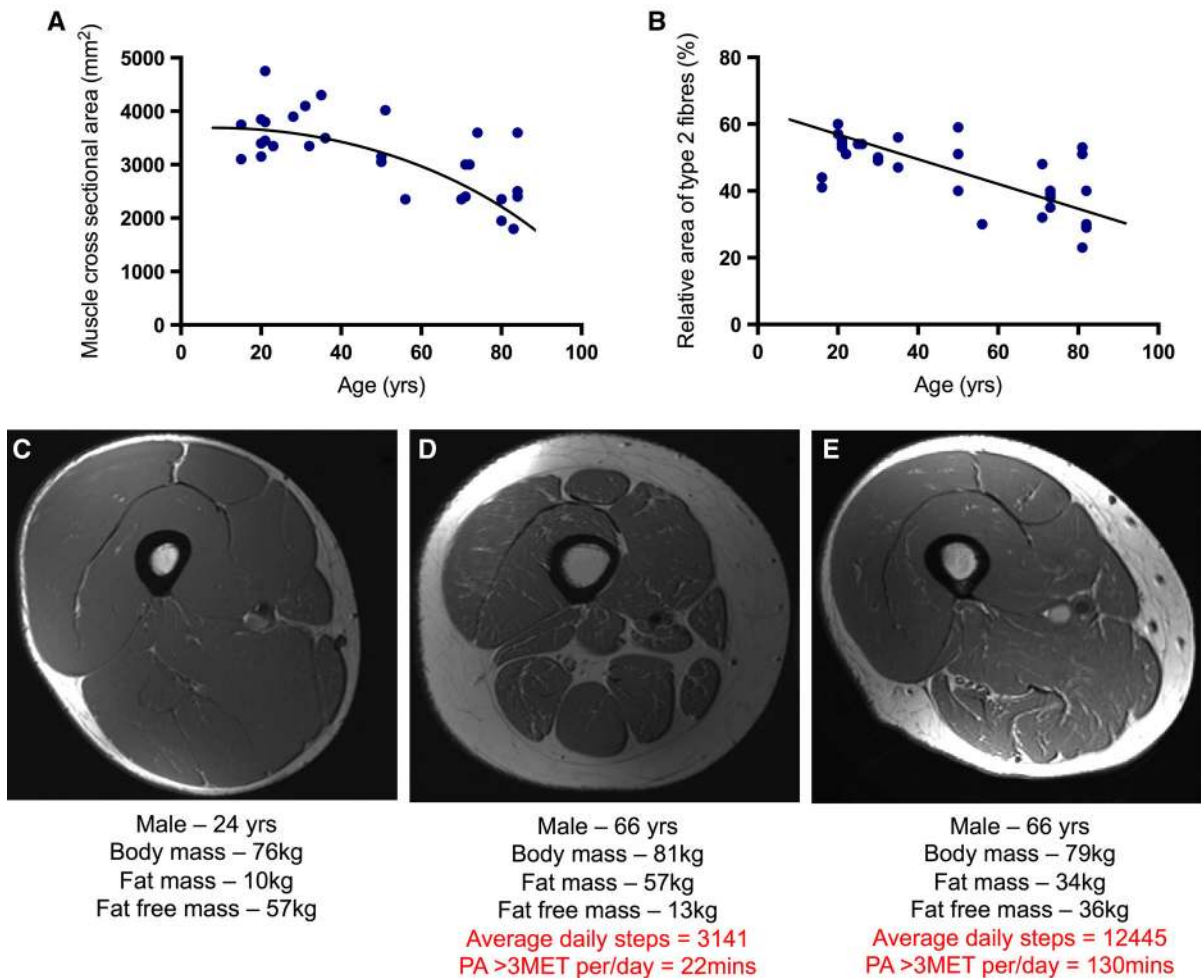 A
Muscle cross sectional area (mm²)
5000
4000
3000
2000
1000
0
0 20 40 60 80 100
Age (yrs)
B
Relative area of type 2 fibres (%)
80
60
40
20
0
0 20 40 60 80 100
Age (yrs)
C
Male – 24 yrs
Body mass – 76kg
Fat mass – 10kg
Fat free mass – 57kg
D
Male – 66 yrs
Body mass – 81kg
Fat mass – 57kg
Fat free mass – 13kg
Average daily steps = 3141
PA >3MET per/day = 22mins
E
Male – 66 yrs
Body mass – 79kg
Fat mass – 34kg
Fat free mass – 36kg
Average daily steps = 12445
PA >3MET per/day = 130mins